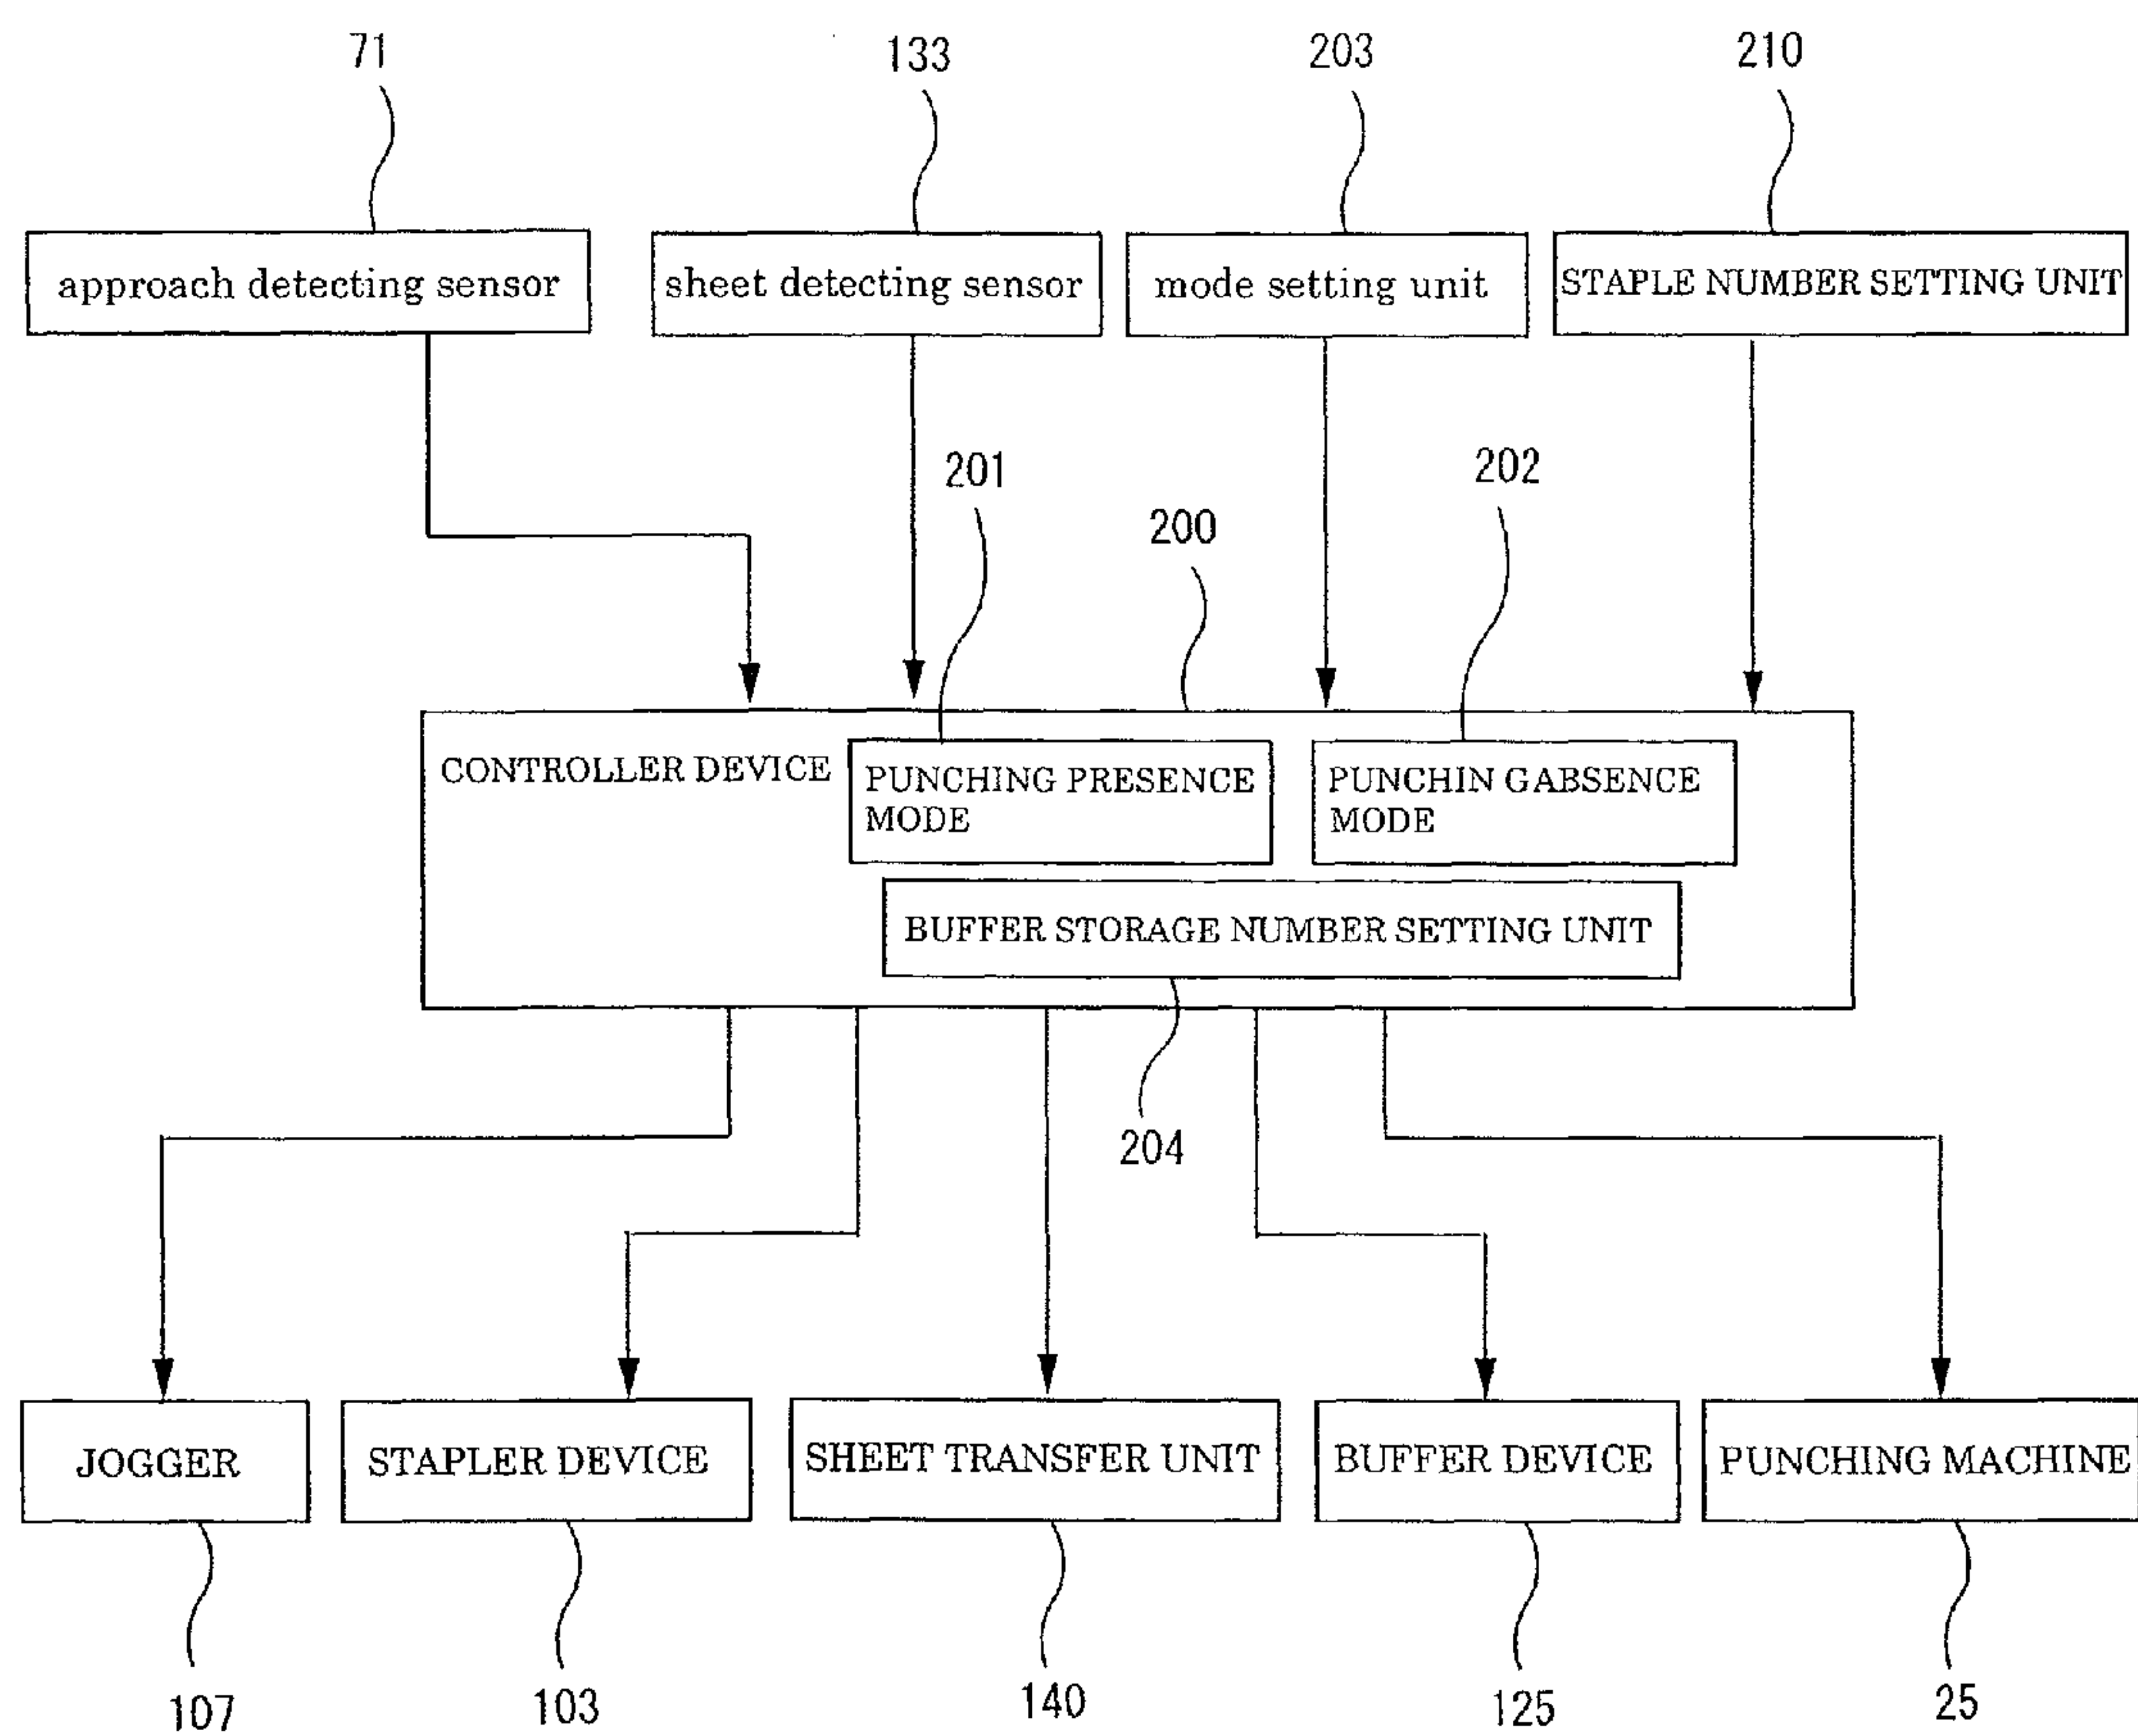 71
133
203
210
approach detecting sensor
sheet detecting sensor
mode setting unit
STAPLE NUMBER SETTING UNIT
201
202
200
CONTROLLER DEVICE
PUNCHING PRESENCE
MODE
PUNCHIN GABSENCE
MODE
BUFFER STORAGE NUMBER SETTING UNIT
204
JOGGER
STAPLER DEVICE
SHEET TRANSFER UNIT
BUFFER DEVICE
PUNCHING MACHINE
107
103
140
125
25